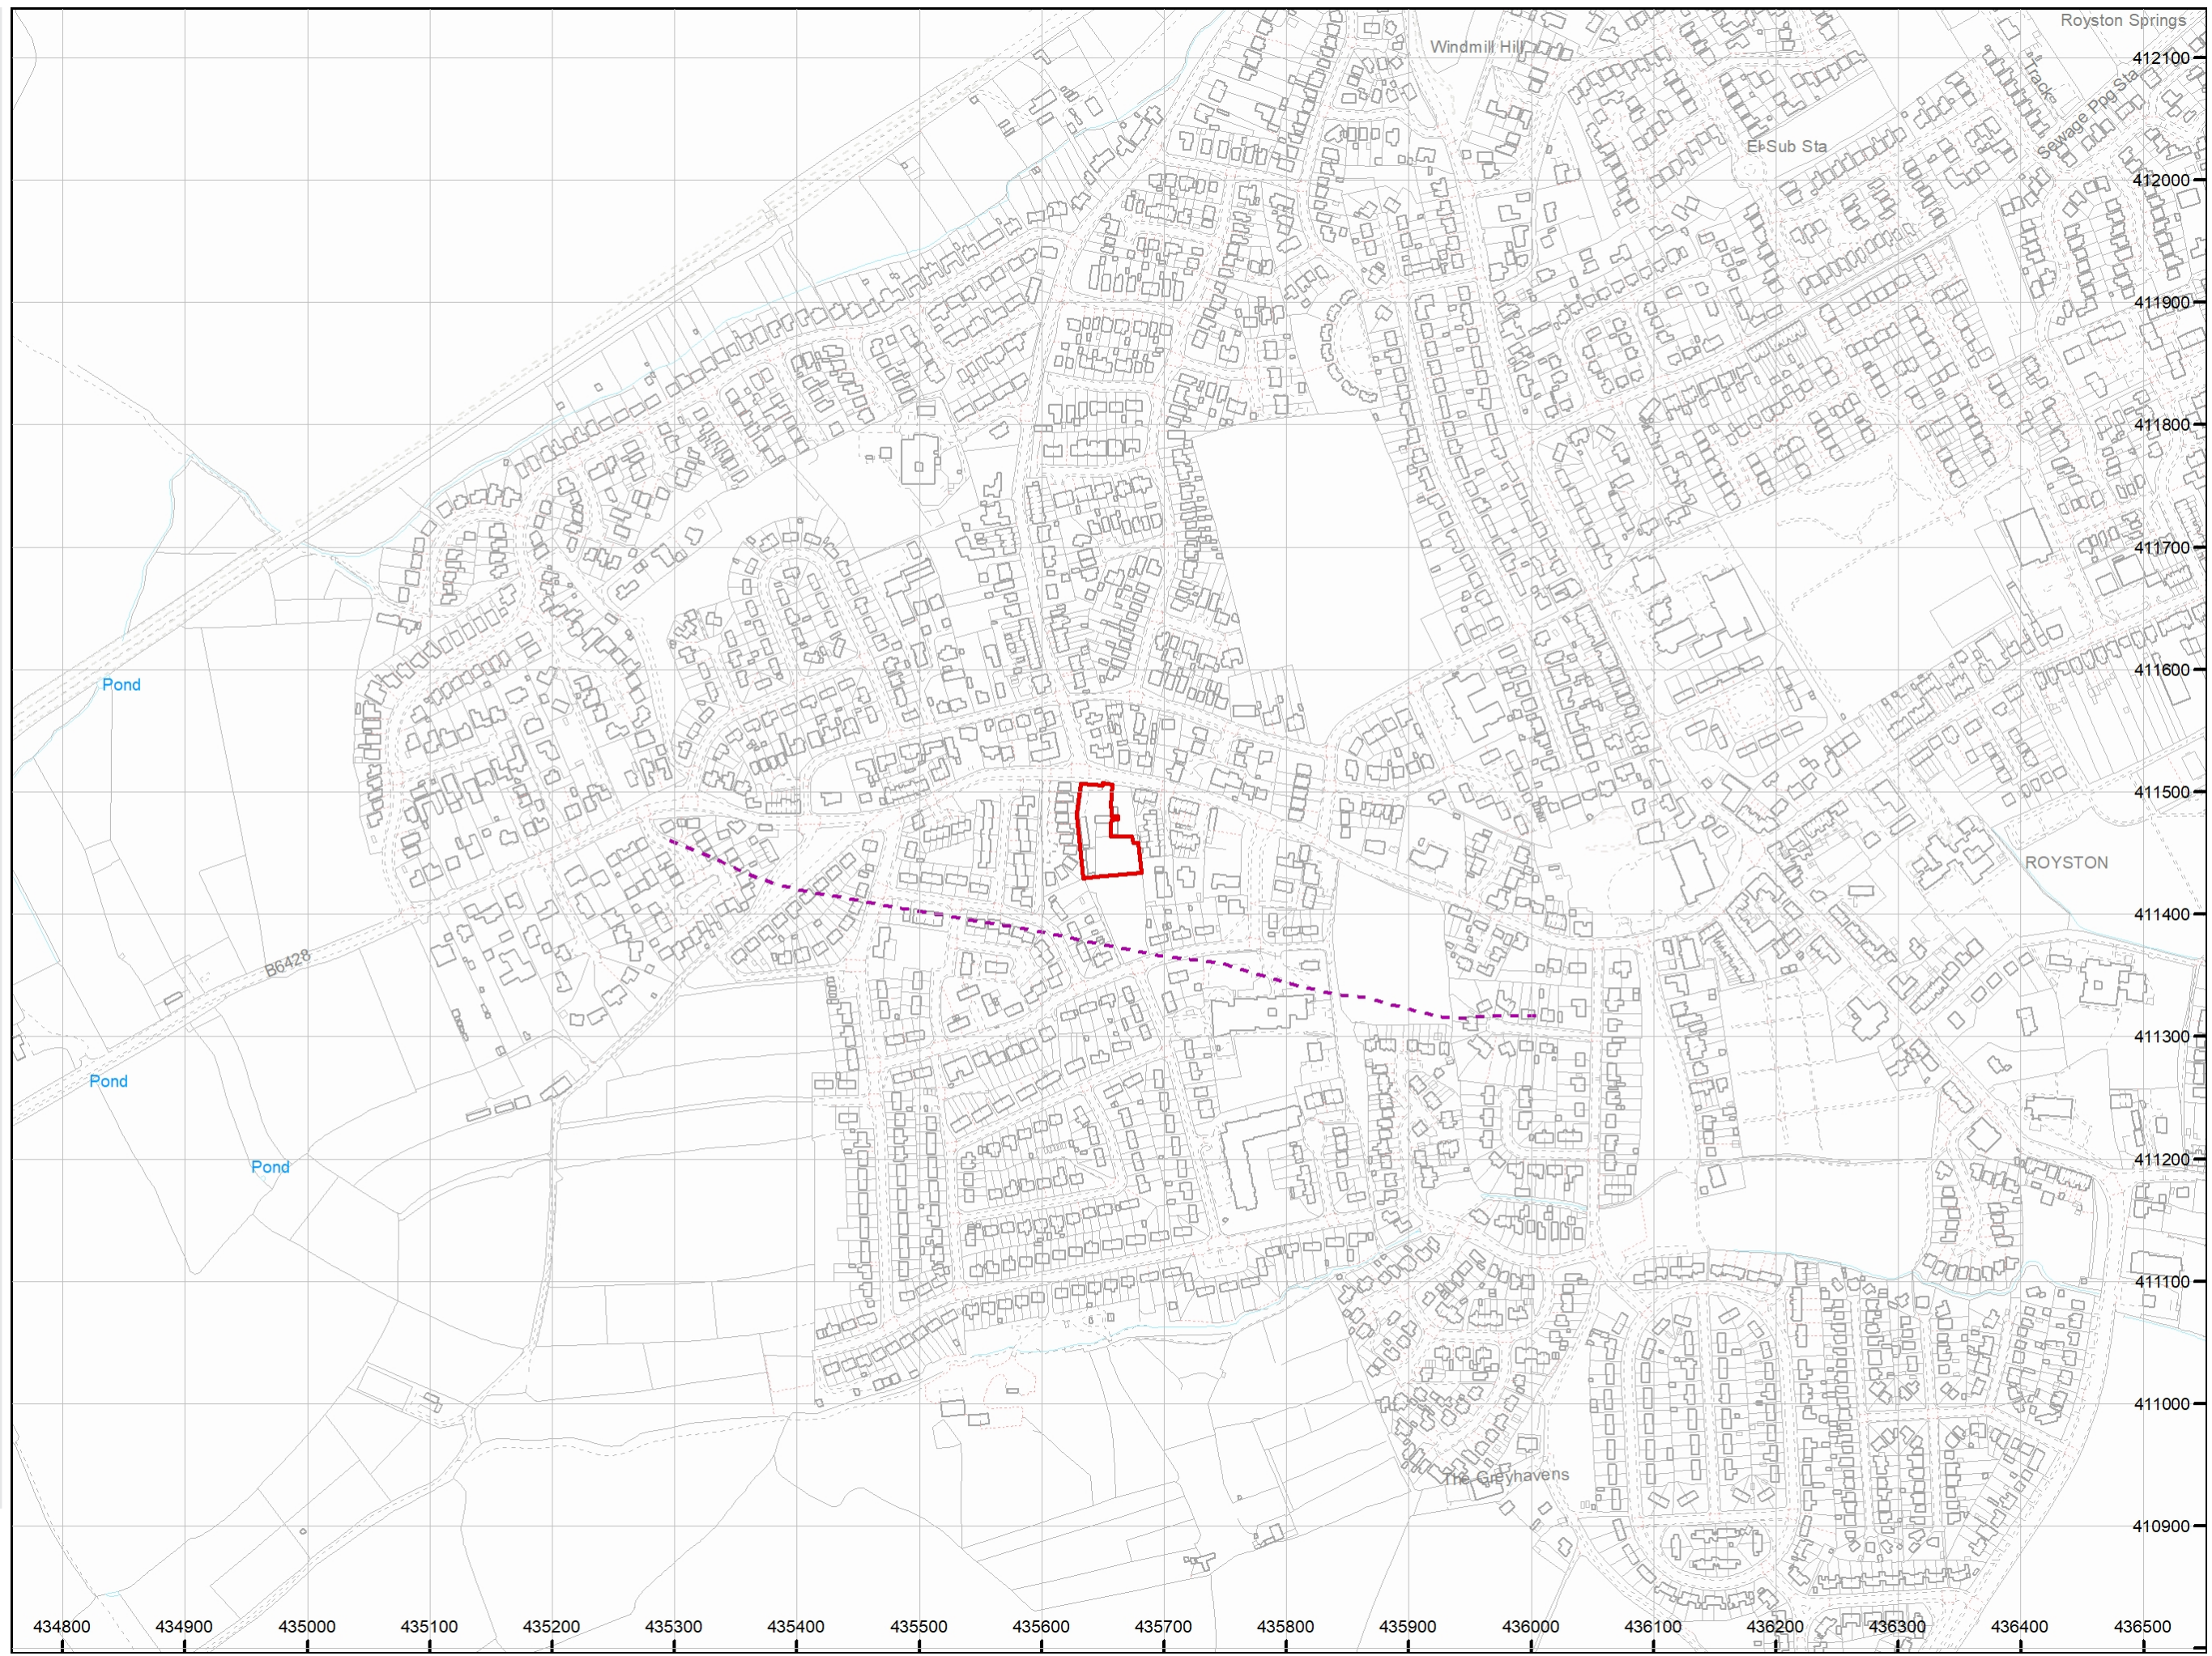 Royston Springs
Windmill Hill
412100
Track
Sewage Ppg Sta
El Sub Sta
412000
411900
411800
411700
Pond
411600
411500
ROYSTON
411400
B6428
411300
Pond
Pond
411200
411100
411000
The Greyhavens
410900
434800 434900 435000 435100 435200 435300 435400 435500 435600 435700 435800 435900 436000 436100 436200 436300 436400 436500